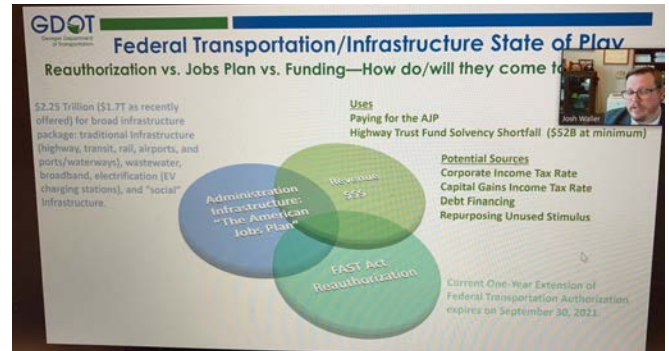 GDOT
Georgia Department
of Transportation
Federal Transportation/Infrastructure State of Play
Reauthorization vs. Jobs Plan vs. Funding—How do/will they come to
Josh Waller
$2.25 Trillion ($1.7T as recently
offered) for broad infrastructure
package: traditional Infrastructure
(highway, transit, rail, airports, and
ports/waterways), wastewater,
broadband, electrification (EV
charging stations), and "social"
Infrastructure.
Uses
Paying for the AJP
Highway Trust Fund Solvency Shortfall ($52B at minimum)
Potential Sources
Corporate Income Tax Rate
Capital Gains Income Tax Rate
Debt Financing
Repurposing Unused Stimulus
Administration
Infrastructure:
"The American
Jobs Plan"
Revenue
$$$
FAST Act
Reauthorization
Current One-Year Extension of
Federal Transportation Authorization
expires on September 30, 2021.